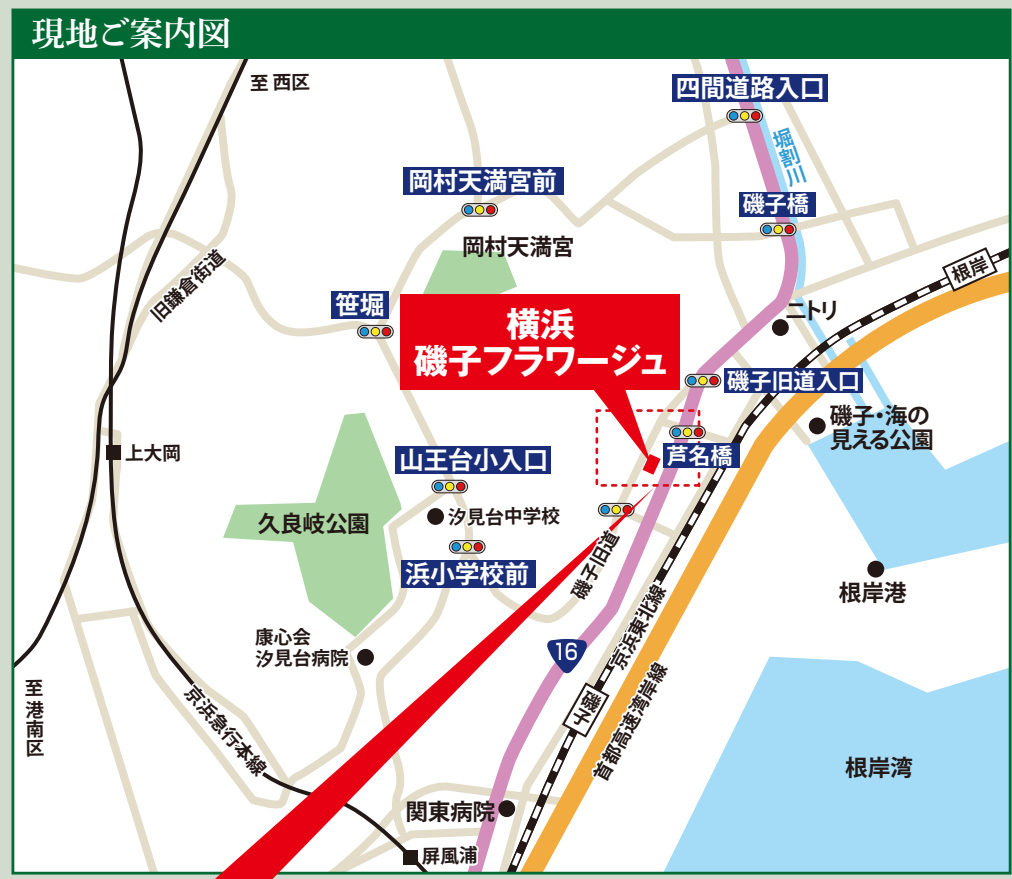 現地ご案内図
至 西区
四間道路入口
堀割川
岡村天満宮前
磯子橋
岡村天満宮
旧鎌倉街道
根岸
笹堀
横浜
磯子フラワージュ
ニトリ
磯子旧道入口
磯子・海の
見える公園
上大岡
山王台小入口
芦名橋
久良岐公園
汐見台中学校
浜小学校前
磯子旧道
根岸港
京浜東北線
康心会
汐見台病院
16
至港南区
京浜急行本線
磯子
首都高速湾岸線
根岸湾
関東病院
屏風浦